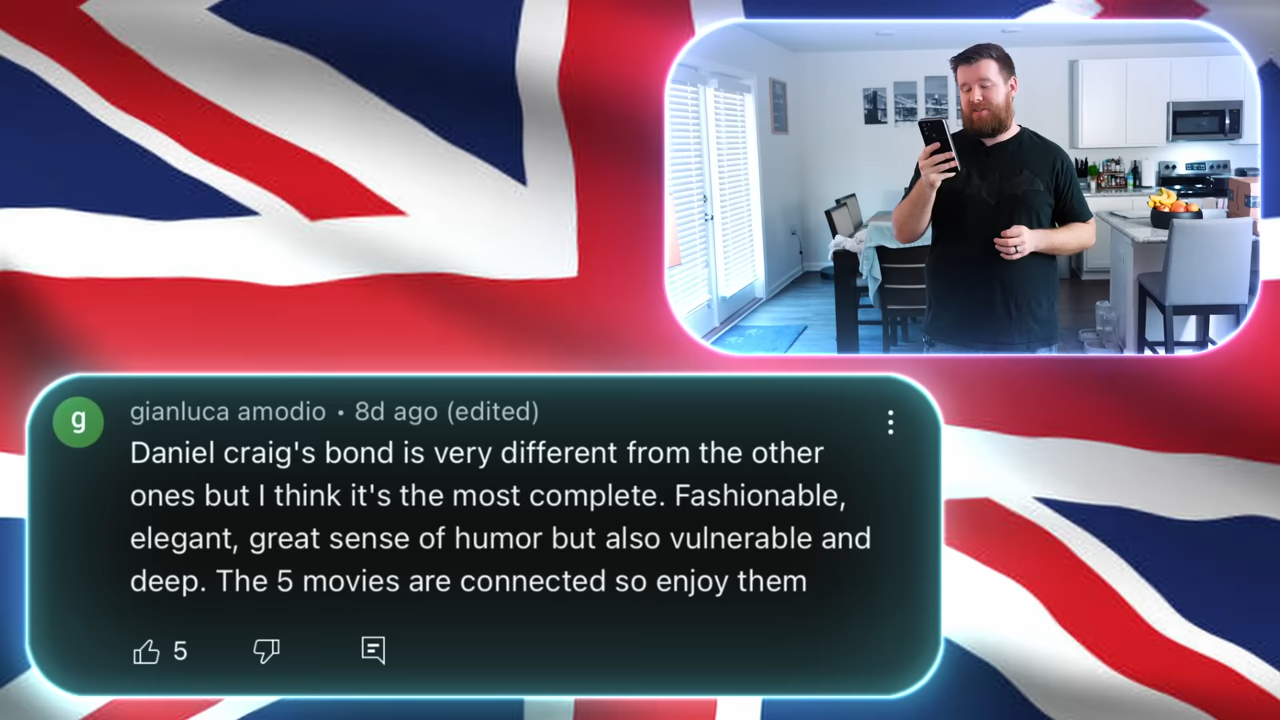 g
gianluca amodio • 8d ago (edited)
Daniel craig's bond is very different from the other
ones but I think it's the most complete. Fashionable,
elegant, great sense of humor but also vulnerable and
deep. The 5 movies are connected so enjoy them
5